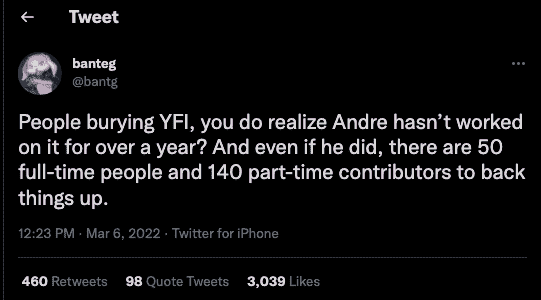 ← Tweet
banteg
@bantg
People burying YFI, you do realize Andre hasn't worked
on it for over a year? And even if he did, there are 50
full-time people and 140 part-time contributors to back
things up.
12:23 PM · Mar 6, 2022 · Twitter for iPhone
460 Retweets 98 Quote Tweets 3,039 Likes